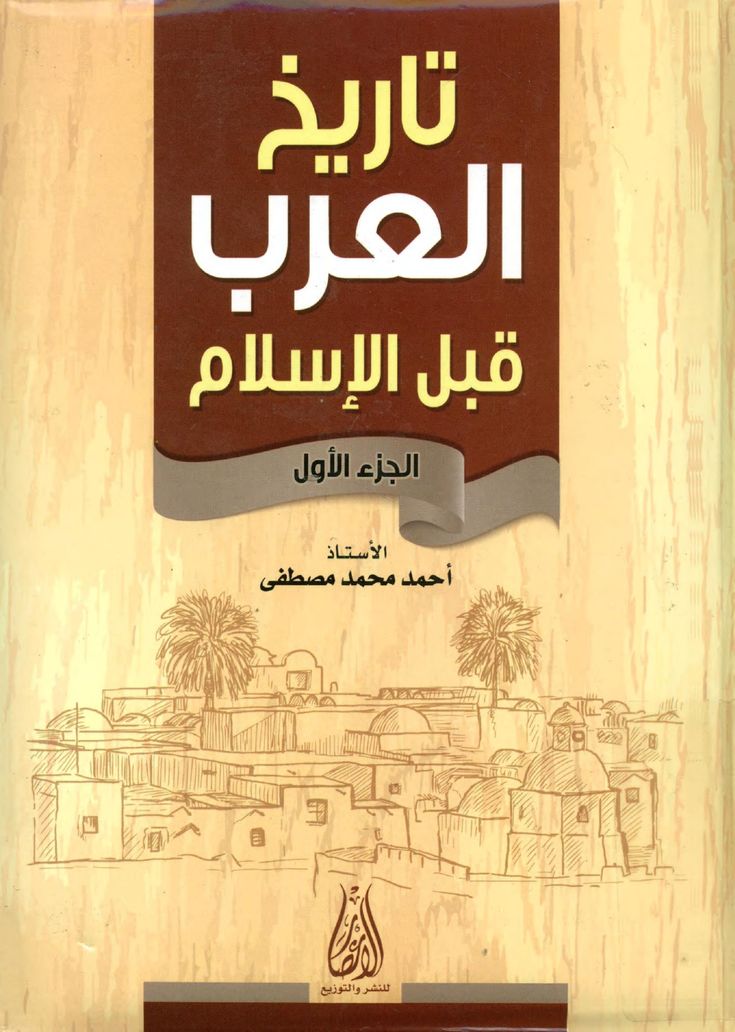 تاريخ
العرب
قبل الإسلام
الجزء الأول
الأستاذ
أحمد محمد مصطفى
للنشر والتوزيع